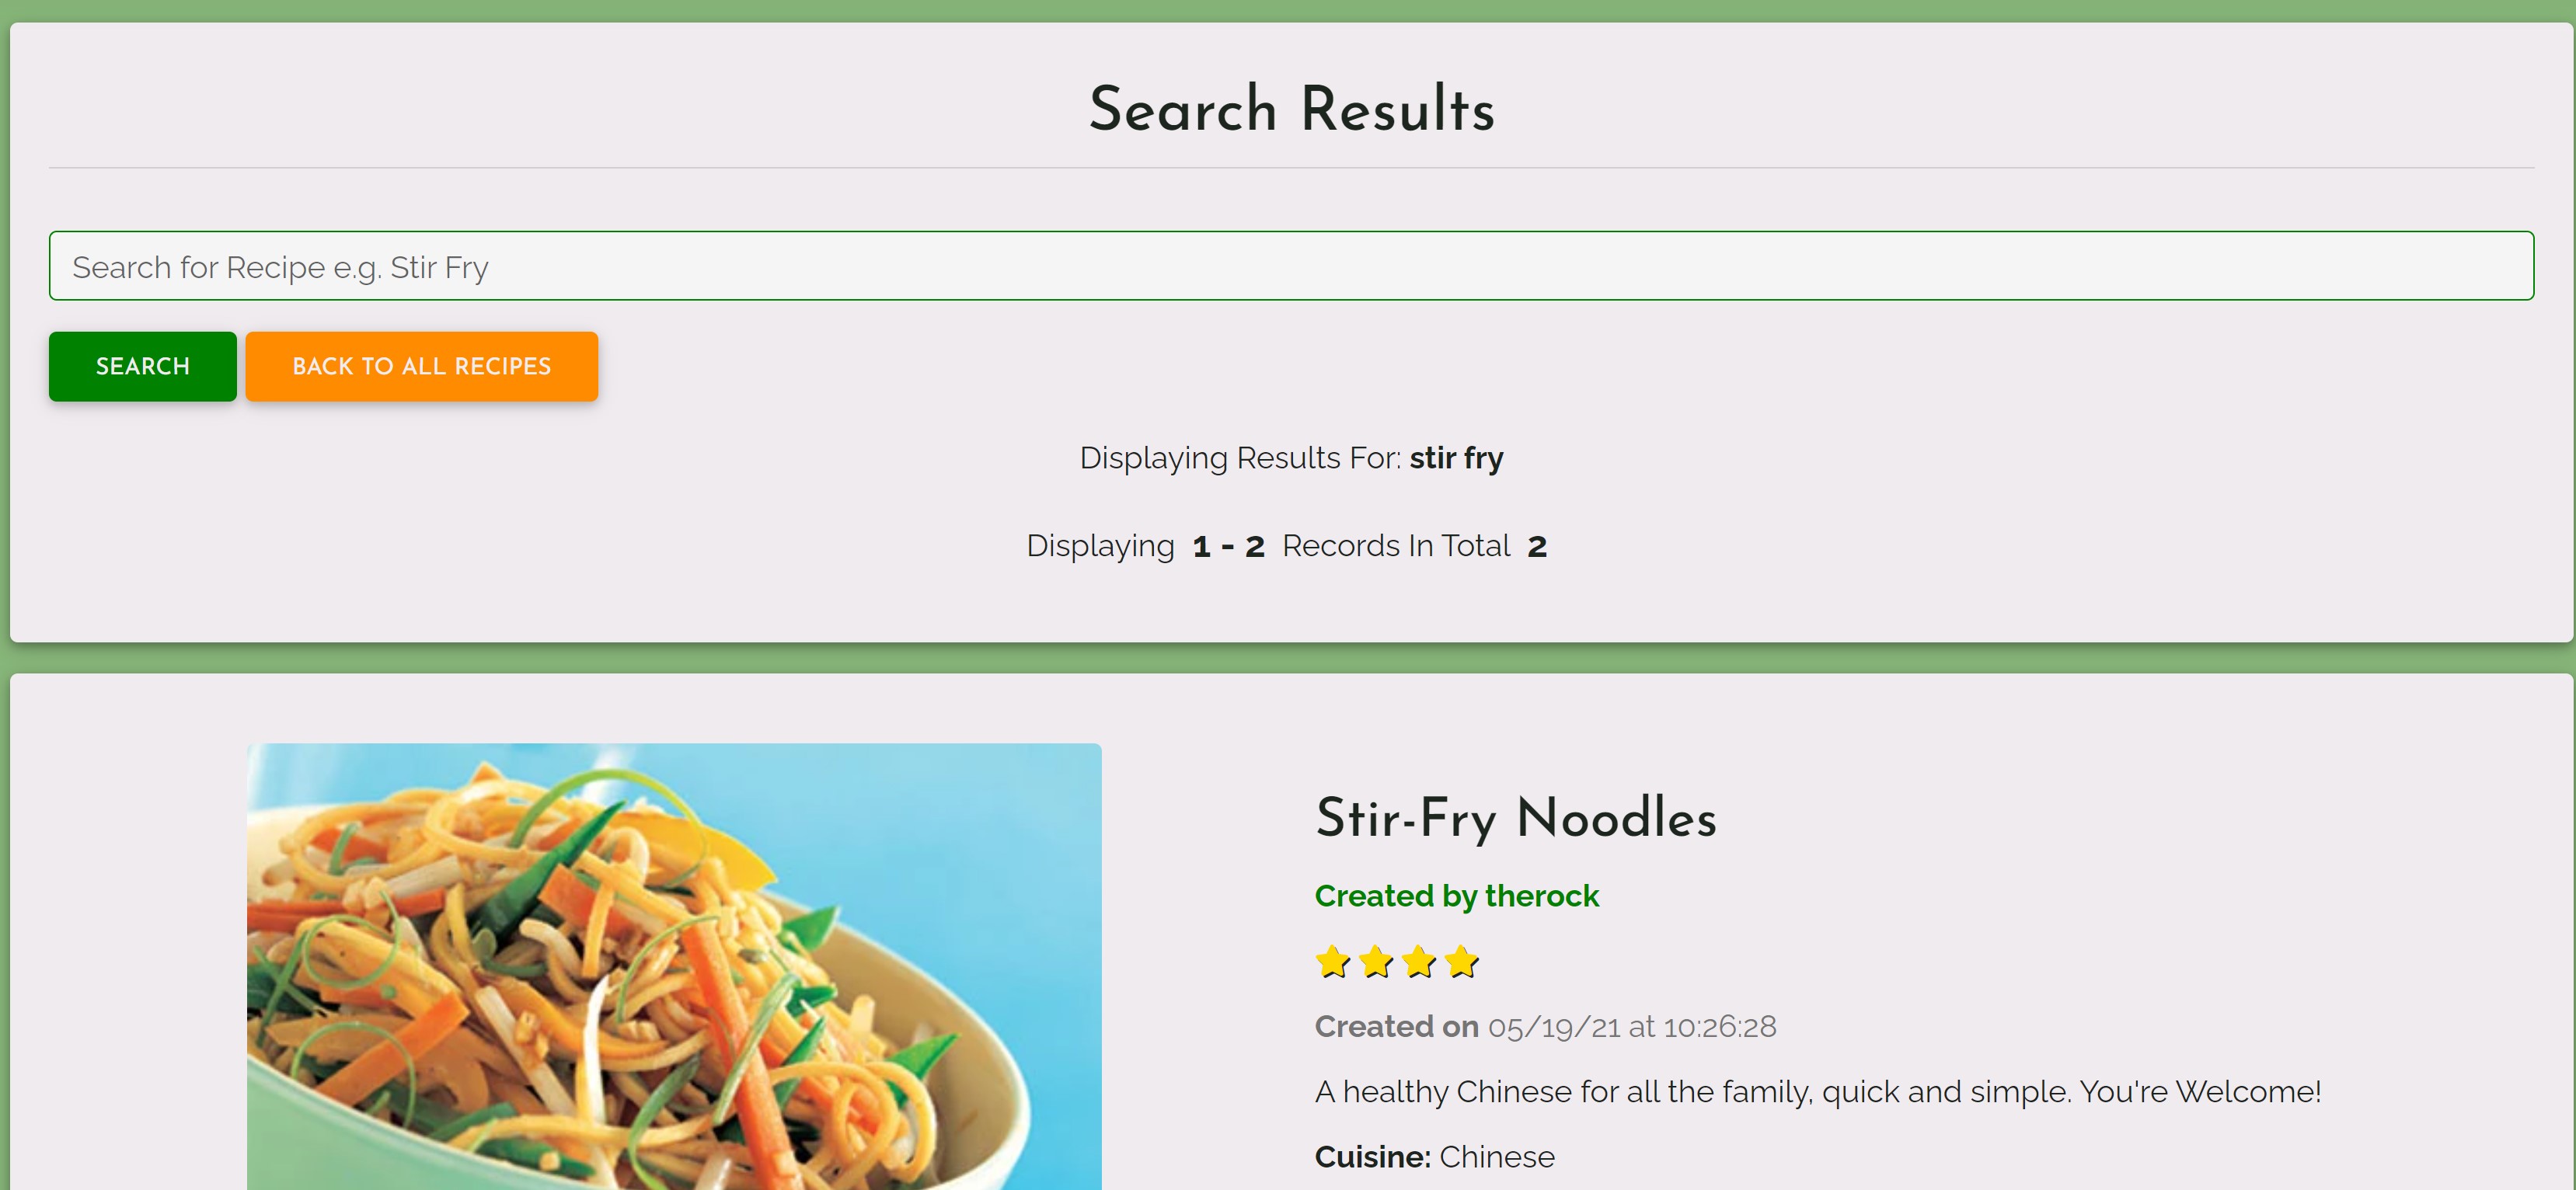 Search Results
Search for Recipe e.g. Stir Fry
SEARCH
BACK TO ALL RECIPES
Displaying Results For: stir fry
Displaying 1 - 2 Records In Total 2
Stir-Fry Noodles
Created by therock
Created on 05/19/21 at 10:26:28
A healthy Chinese for all the family, quick and simple. You're Welcome!
Cuisine: Chinese